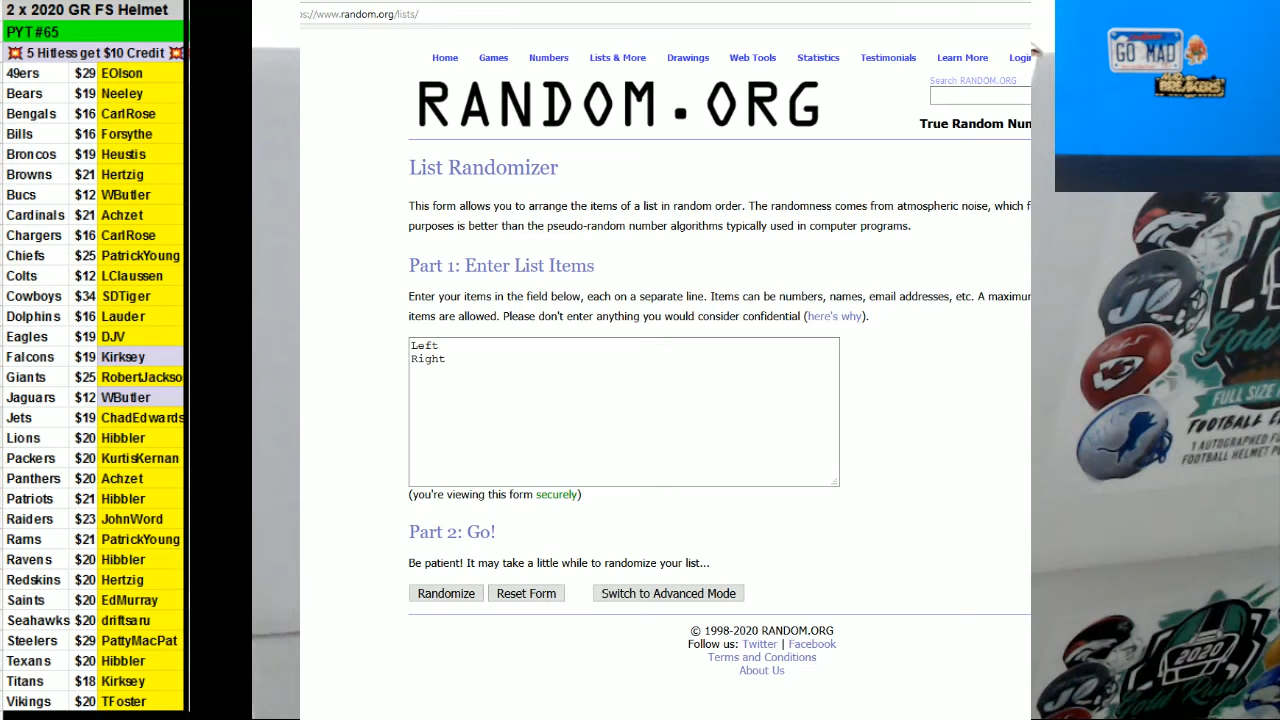 2 x 2020 GR FS Helmet
PYT #65
💥 5 Hitless get $10 Credit 💥
49ers $29 EOlson
Bears $19 Neeley
Bengals $16 CarlRose
Bills $16 Forsythe
Broncos $19 Heustis
Browns $21 Hertzig
Bucs $12 WButler
Cardinals $21 Achzet
Chargers $16 CarlRose
Chiefs $25 PatrickYoung
Colts $12 LClaussen
Cowboys $34 SDTiger
Dolphins $16 Lauder
Eagles $19 DJV
Falcons $19 Kirksey
Giants $25 RobertJackso
Jaguars $12 WButler
Jets $19 ChadEdwards
Lions $20 Hibbler
Packers $20 KurtisKernan
Panthers $20 Achzet
Patriots $21 Hibbler
Raiders $23 JohnWord
Rams $21 PatrickYoung
Ravens $20 Hibbler
Redskins $20 Hertzig
Saints $20 EdMurray
Seahawks $20 driftsaru
Steelers $29 PattyMacPat
Texans $20 Hibbler
Titans $18 Kirksey
Vikings $20 TFoster
s://www.random.org/lists/
Home Games Numbers Lists & More Drawings Web Tools Statistics Testimonials Learn More Login
RANDOM.ORG
Search RANDOM.ORG
True Random Num
List Randomizer
This form allows you to arrange the items of a list in random order. The randomness comes from atmospheric noise, which f
purposes is better than the pseudo-random number algorithms typically used in computer programs.
Part 1: Enter List Items
Enter your items in the field below, each on a separate line. Items can be numbers, names, email addresses, etc. A maximum
items are allowed. Please don't enter anything you would consider confidential (here's why).
Left
Right
(you're viewing this form securely)
Part 2: Go!
Be patient! It may take a little while to randomize your list...
Randomize Reset Form Switch to Advanced Mode
© 1998-2020 RANDOM.ORG
Follow us: Twitter | Facebook
Terms and Conditions
About Us
GO MAD
BREAKERS
Gold
FULL SIZE
FOOTBALL
1 AUTOGRAPHED
FOOTBALL HELMET
2020
Gold